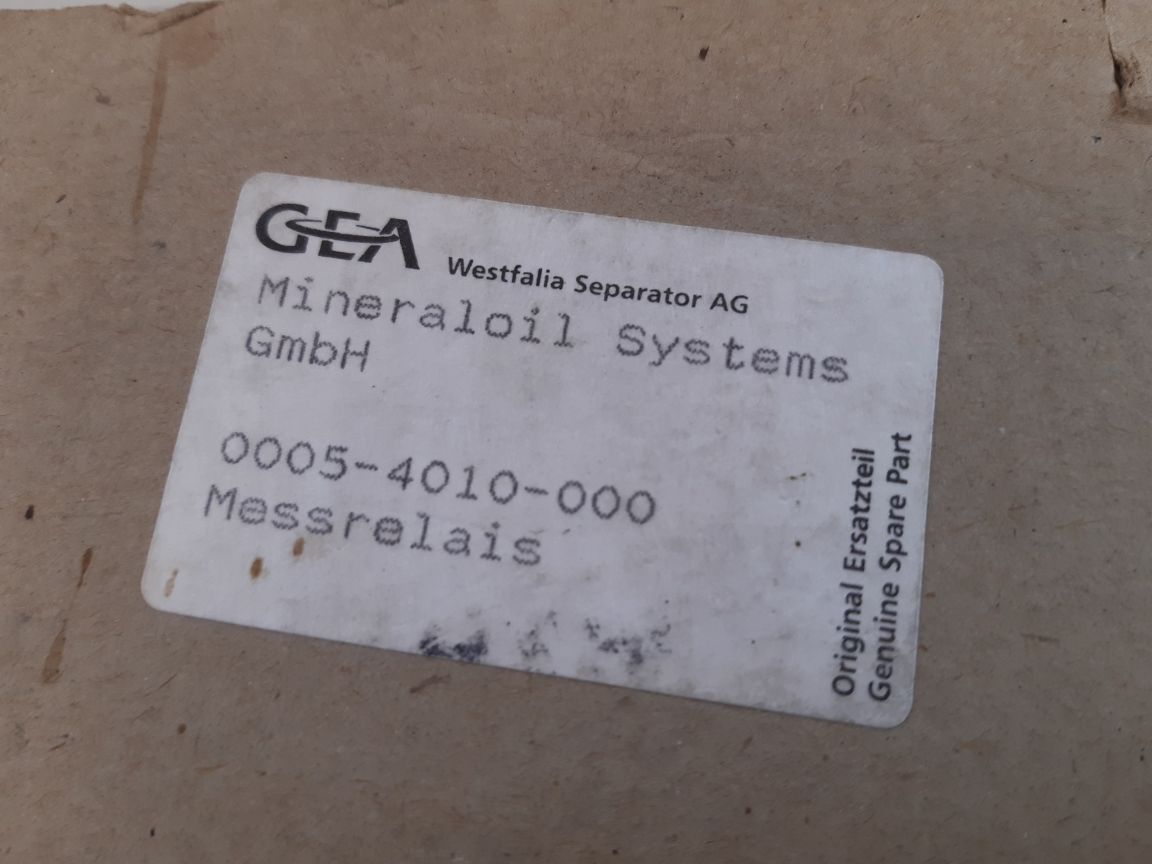 GEA Westfalia Separator AG
Mineraloil Systems
GmbH
0005-4010-000
Messrelais
Original Ersatzteil
Genuine Spare Part